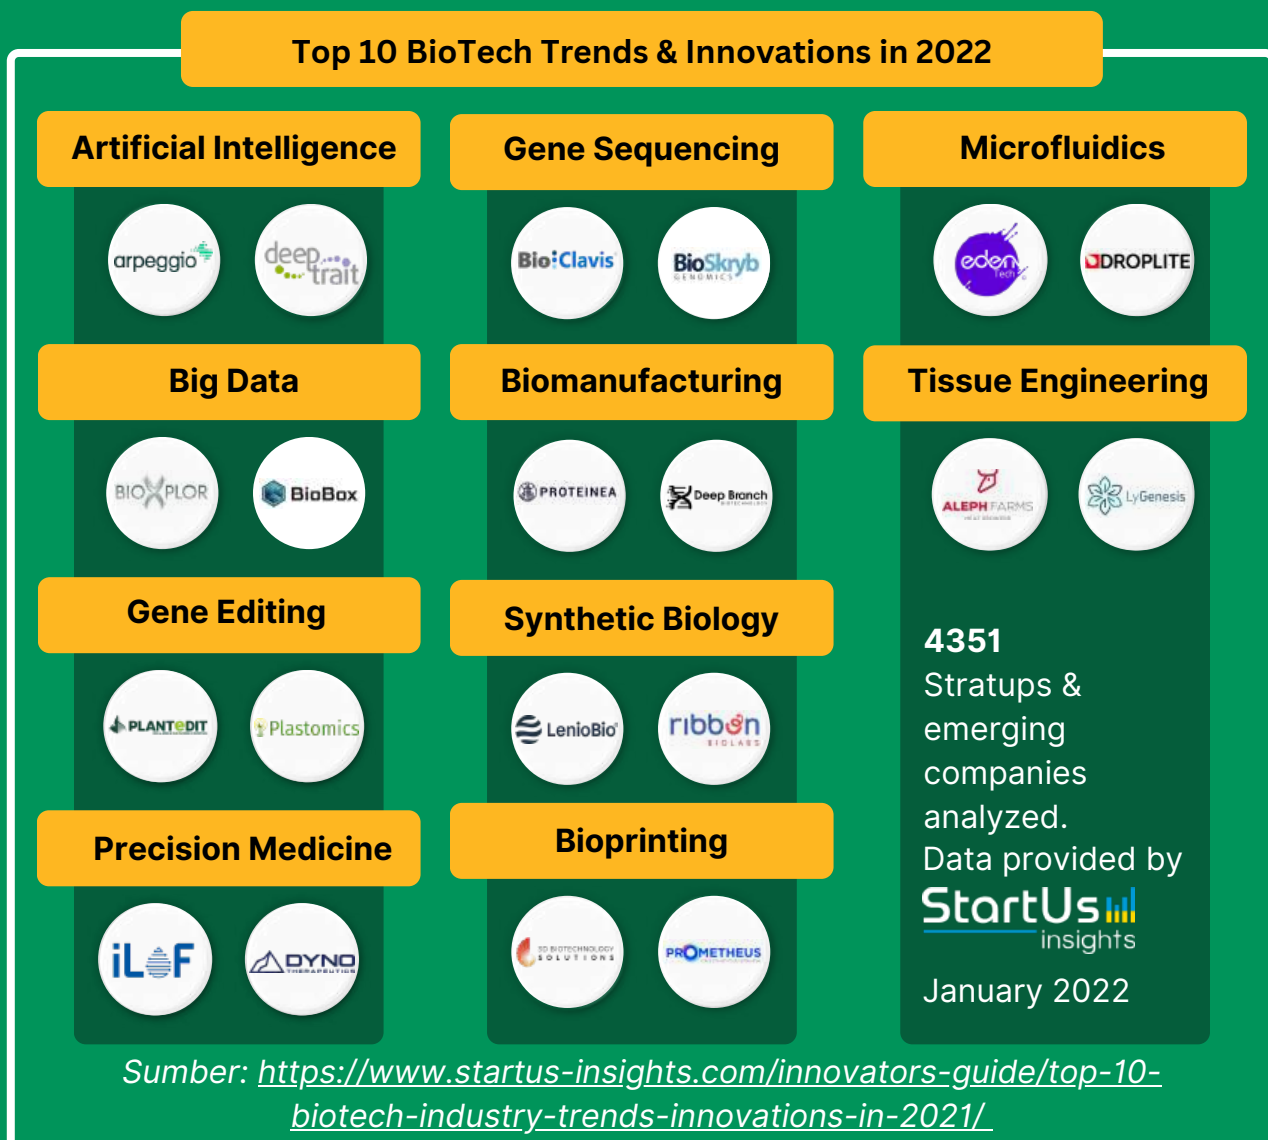 Top 10 BioTech Trends & Innovations in 2022
Artificial Intelligence
arpeggio
deep
trait
Big Data
BIOXPLOR
BioBox
Gene Editing
PLANTeDIT
Plastomics
Precision Medicine
iLoF
DYNO
THERAPEUTICS
Gene Sequencing
Bio:Clavis
BioSkryb
GENOMICS
Biomanufacturing
PROTEINEA
Deep Branch
BIOTECHNOLOGY
Synthetic Biology
LenioBio
ribbon
BIOLABS
Bioprinting
3D BIOTECHNOLOGY
SOLUTIONS
PROMETHEUS
Microfluidics
eden
Tech
DROPLITE
Tissue Engineering
ALEPH FARMS
LyGenesis
4351
Stratups &
emerging
companies
analyzed.
Data provided by
StartUs
insights
January 2022
Sumber: https://www.startus-insights.com/innovators-guide/top-10-
biotech-industry-trends-innovations-in-2021/